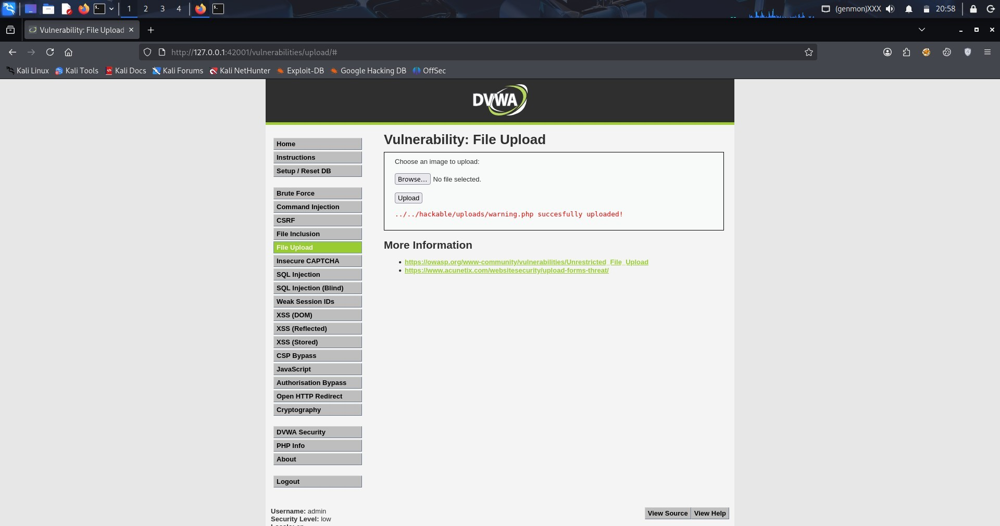 1 2 3 4 (genmon)XXX 20:58
Vulnerability: File Upload
http://127.0.0.1:42001/vulnerabilities/upload/#
Kali Linux Kali Tools Kali Docs Kali Forums Kali NetHunter Exploit-DB Google Hacking DB OffSec
DVWA
Home
Instructions
Setup / Reset DB
Brute Force
Command Injection
CSRF
File Inclusion
File Upload
Insecure CAPTCHA
SQL Injection
SQL Injection (Blind)
Weak Session IDs
XSS (DOM)
XSS (Reflected)
XSS (Stored)
CSP Bypass
JavaScript
Authorisation Bypass
Open HTTP Redirect
Cryptography
DVWA Security
PHP Info
About
Logout
Vulnerability: File Upload
Choose an image to upload:
Browse... No file selected.
Upload
../../hackable/uploads/warning.php succesfully uploaded!
More Information
https://owasp.org/www-community/vulnerabilities/Unrestricted_File_Upload
https://www.acunetix.com/websitesecurity/upload-forms-threat/
Username: admin
Security Level: low
View Source View Help